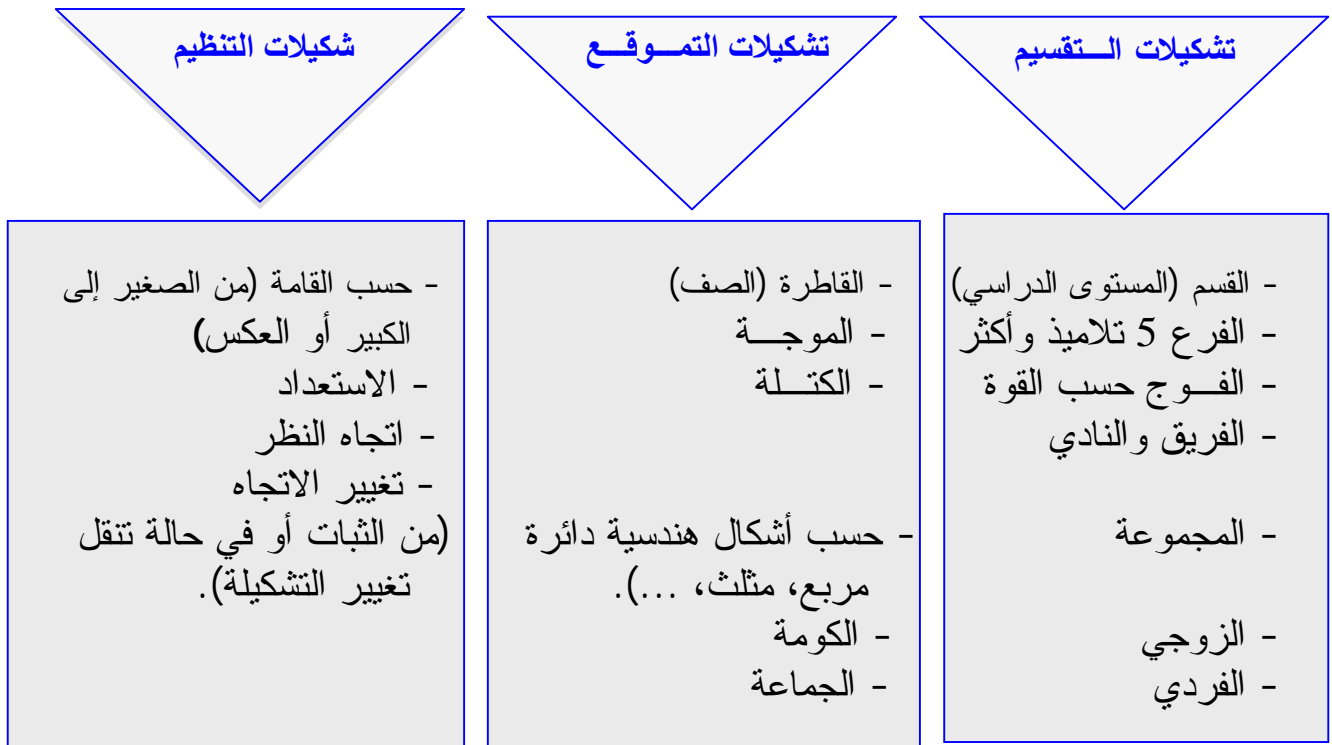 تشكيلات الـــتقسيم
- القسم (المستوى الدراسي)
- الفرع 5 تلاميذ وأكثر
- الفـــوج حسب القوة
- الفريق والنادي
- المجموعة
- الزوجي
- الفردي
تشكيلات التمـــوقـــع
- القاطرة (الصف)
- الموجـــة
- الكتـــلة
- حسب أشكال هندسية دائرة
مربع، مثلث، ...).
- الكومة
- الجماعة
شكيلات التنظيم
- حسب القامة (من الصغير إلى
الكبير أو العكس)
- الاستعداد
- اتجاه النظر
- تغيير الاتجاه
(من الثبات أو في حالة تنقل
تغيير التشكيلة).